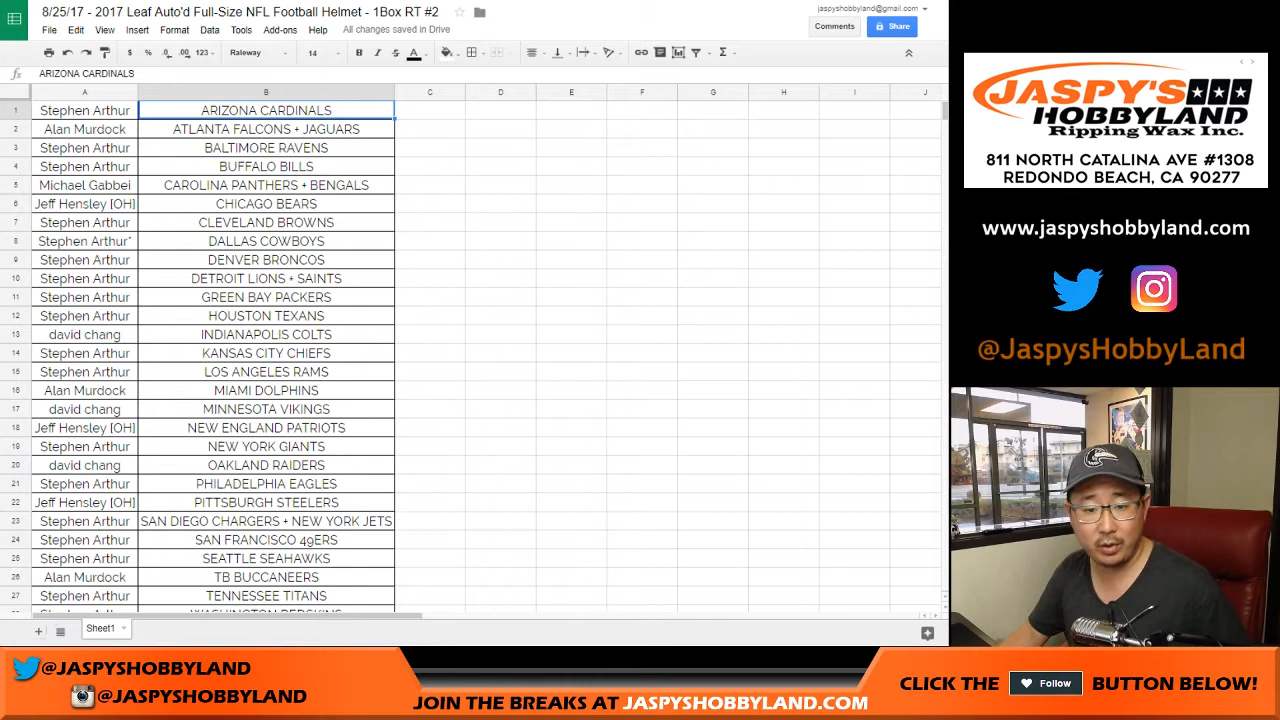 8/25/17 - 2017 Leaf Auto'd Full-Size NFL Football Helmet - 1Box RT #2
jaspyshobbyland@gmail.com
File Edit View Insert Format Data Tools Add-ons Help All changes saved in Drive
Comments
Share
$ % .0 .00 123 Raleway 14 B I S A
fx ARIZONA CARDINALS
A B C D E F G H I J
1 Stephen Arthur ARIZONA CARDINALS
2 Alan Murdock ATLANTA FALCONS + JAGUARS
3 Stephen Arthur BALTIMORE RAVENS
4 Stephen Arthur BUFFALO BILLS
5 Michael Gabbei CAROLINA PANTHERS + BENGALS
6 Jeff Hensley [OH] CHICAGO BEARS
7 Stephen Arthur CLEVELAND BROWNS
8 Stephen Arthur* DALLAS COWBOYS
9 Stephen Arthur DENVER BRONCOS
10 Stephen Arthur DETROIT LIONS + SAINTS
11 Stephen Arthur GREEN BAY PACKERS
12 Stephen Arthur HOUSTON TEXANS
13 david chang INDIANAPOLIS COLTS
14 Stephen Arthur KANSAS CITY CHIEFS
15 Stephen Arthur LOS ANGELES RAMS
16 Alan Murdock MIAMI DOLPHINS
17 david chang MINNESOTA VIKINGS
18 Jeff Hensley [OH] NEW ENGLAND PATRIOTS
19 Stephen Arthur NEW YORK GIANTS
20 david chang OAKLAND RAIDERS
21 Stephen Arthur PHILADELPHIA EAGLES
22 Jeff Hensley [OH] PITTSBURGH STEELERS
23 Stephen Arthur SAN DIEGO CHARGERS + NEW YORK JETS
24 Stephen Arthur SAN FRANCISCO 49ERS
25 Stephen Arthur SEATTLE SEAHAWKS
26 Alan Murdock TB BUCCANEERS
27 Stephen Arthur TENNESSEE TITANS
WASHINGTON REDSKINS
Sheet1
JASPY'S
HOBBYLAND
Ripping Wax Inc.
811 NORTH CATALINA AVE #1308
REDONDO BEACH, CA 90277
www.jaspyshobbyland.com
@JaspysHobbyLand
@JASPYSHOBBYLAND
@JASPYSHOBBYLAND
JOIN THE BREAKS AT JASPYSHOBBYLAND.COM
CLICK THE Follow BUTTON BELOW!